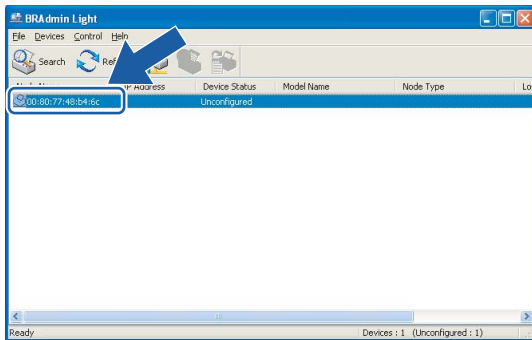 BRAdmin Light
File Devices Control Help
Search
Address Device Status Model Name Node Type Lo
00:80:77:48:b4:6c Unconfigured
Ready Devices : 1 (Unconfigured : 1)